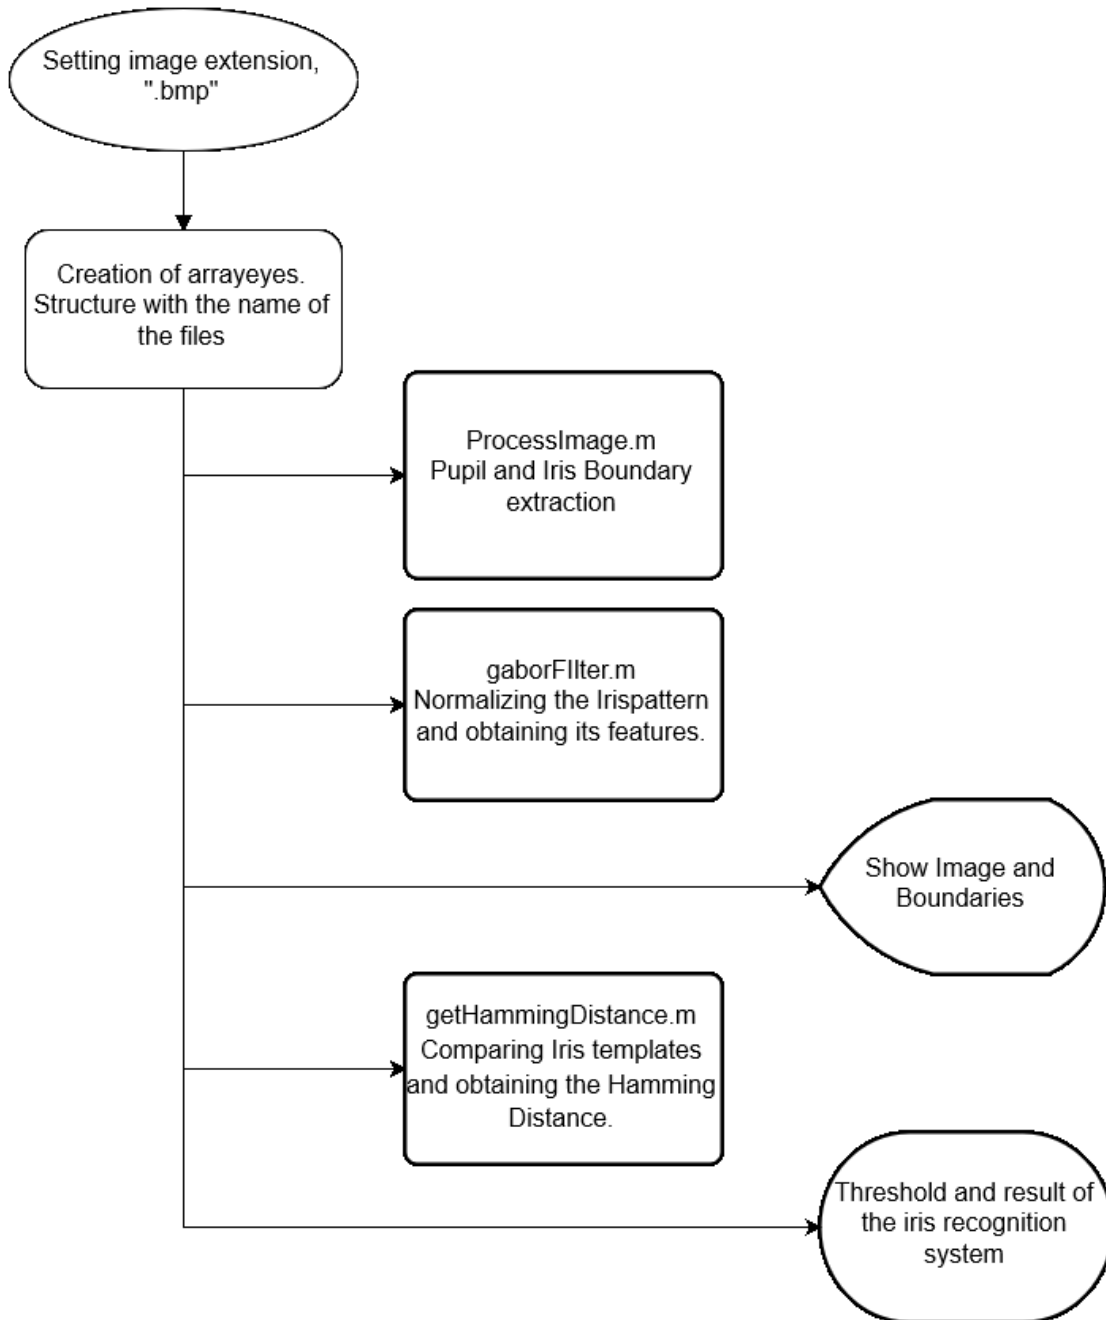 Setting image extension,
".bmp"
Creation of arrayeyes.
Structure with the name of
the files
ProcessImage.m
Pupil and Iris Boundary
extraction
gaborFIlter.m
Normalizing the Irispattern
and obtaining its features.
Show Image and
Boundaries
getHammingDistance.m
Comparing Iris templates
and obtaining the Hamming
Distance.
Threshold and result of
the iris recognition
system